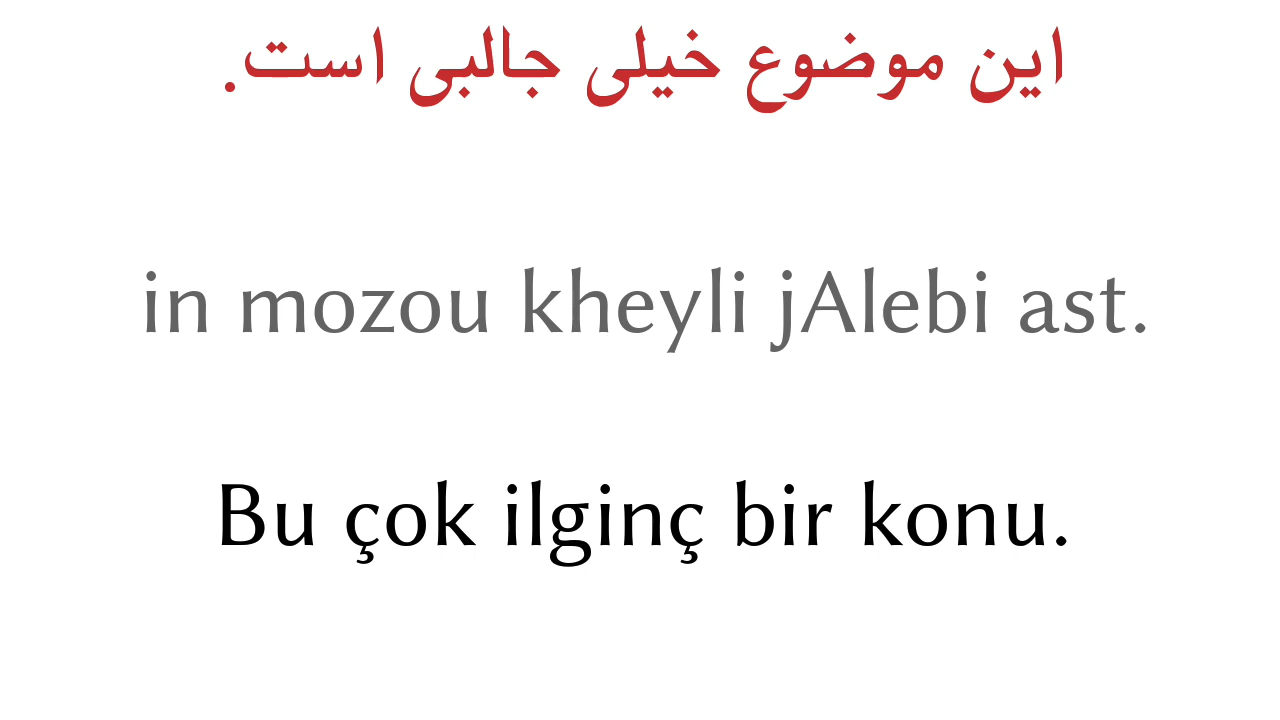 این موضوع خیلی جالبی است.
in mozou kheyli jAlebi ast.
Bu çok ilginç bir konu.